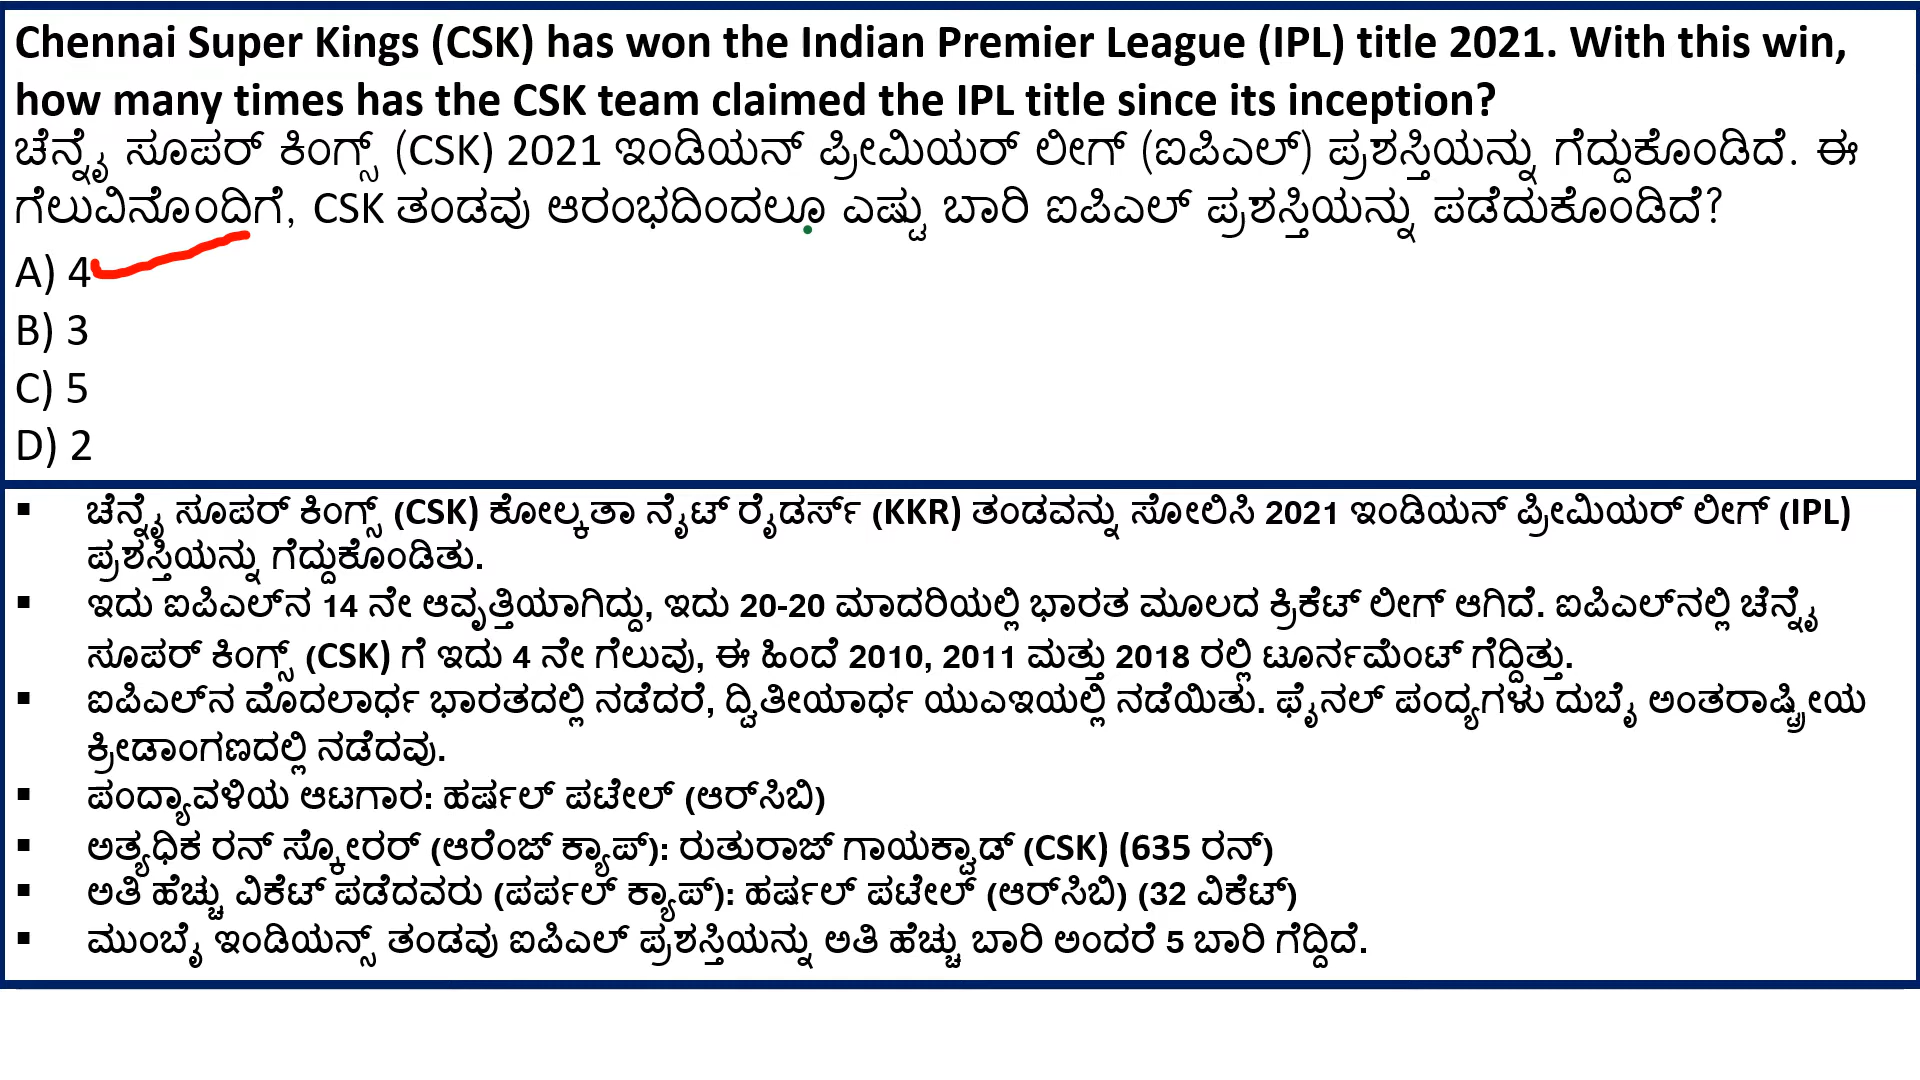 Chennai Super Kings (CSK) has won the Indian Premier League (IPL) title 2021. With this win,
how many times has the CSK team claimed the IPL title since its inception?
ಚೆನ್ನೈ ಸೂಪರ್ ಕಿಂಗ್ಸ್ (CSK) 2021 ಇಂಡಿಯನ್ ಪ್ರೀಮಿಯರ್ ಲೀಗ್ (ಐಪಿಎಲ್) ಪ್ರಶಸ್ತಿಯನ್ನು ಗೆದ್ದುಕೊಂಡಿದೆ. ಈ
ಗೆಲುವಿನೊಂದಿಗೆ, CSK ತಂಡವು ಆರಂಭದಿಂದಲೂ ಎಷ್ಟು ಬಾರಿ ಐಪಿಎಲ್ ಪ್ರಶಸ್ತಿಯನ್ನು ಪಡೆದುಕೊಂಡಿದೆ?
A) 4
B) 3
C) 5
D) 2
▪ ಚೆನ್ನೈ ಸೂಪರ್ ಕಿಂಗ್ಸ್ (CSK) ಕೋಲ್ಕತಾ ನೈಟ್ ರೈಡರ್ಸ್ (KKR) ತಂಡವನ್ನು ಸೋಲಿಸಿ 2021 ಇಂಡಿಯನ್ ಪ್ರೀಮಿಯರ್ ಲೀಗ್ (IPL)
ಪ್ರಶಸ್ತಿಯನ್ನು ಗೆದ್ದುಕೊಂಡಿತು.
▪ ಇದು ಐಪಿಎಲ್‌ನ 14 ನೇ ಆವೃತ್ತಿಯಾಗಿದ್ದು, ಇದು 20-20 ಮಾದರಿಯಲ್ಲಿ ಭಾರತ ಮೂಲದ ಕ್ರಿಕೆಟ್ ಲೀಗ್ ಆಗಿದೆ. ಐಪಿಎಲ್‌ನಲ್ಲಿ ಚೆನ್ನೈ
ಸೂಪರ್ ಕಿಂಗ್ಸ್ (CSK) ಗೆ ಇದು 4 ನೇ ಗೆಲುವು, ಈ ಹಿಂದೆ 2010, 2011 ಮತ್ತು 2018 ರಲ್ಲಿ ಟೂರ್ನಮೆಂಟ್ ಗೆದ್ದಿತ್ತು.
▪ ಐಪಿಎಲ್‌ನ ಮೊದಲಾರ್ಧ ಭಾರತದಲ್ಲಿ ನಡೆದರೆ, ದ್ವಿತೀಯಾರ್ಧ ಯುಎಇಯಲ್ಲಿ ನಡೆಯಿತು. ಫೈನಲ್ ಪಂದ್ಯಗಳು ದುಬೈ ಅಂತರಾಷ್ಟ್ರೀಯ
ಕ್ರೀಡಾಂಗಣದಲ್ಲಿ ನಡೆದವು.
▪ ಪಂದ್ಯಾವಳಿಯ ಆಟಗಾರ: ಹರ್ಷಲ್ ಪಟೇಲ್ (ಆರ್‌ಸಿಬಿ)
▪ ಅತ್ಯಧಿಕ ರನ್ ಸ್ಕೋರರ್ (ಆರೆಂಜ್ ಕ್ಯಾಪ್): ರುತುರಾಜ್ ಗಾಯಕ್ವಾಡ್ (CSK) (635 ರನ್)
▪ ಅತಿ ಹೆಚ್ಚು ವಿಕೆಟ್ ಪಡೆದವರು (ಪರ್ಪಲ್ ಕ್ಯಾಪ್): ಹರ್ಷಲ್ ಪಟೇಲ್ (ಆರ್‌ಸಿಬಿ) (32 ವಿಕೆಟ್)
▪ ಮುಂಬೈ ಇಂಡಿಯನ್ಸ್ ತಂಡವು ಐಪಿಎಲ್ ಪ್ರಶಸ್ತಿಯನ್ನು ಅತಿ ಹೆಚ್ಚು ಬಾರಿ ಅಂದರೆ 5 ಬಾರಿ ಗೆದ್ದಿದೆ.